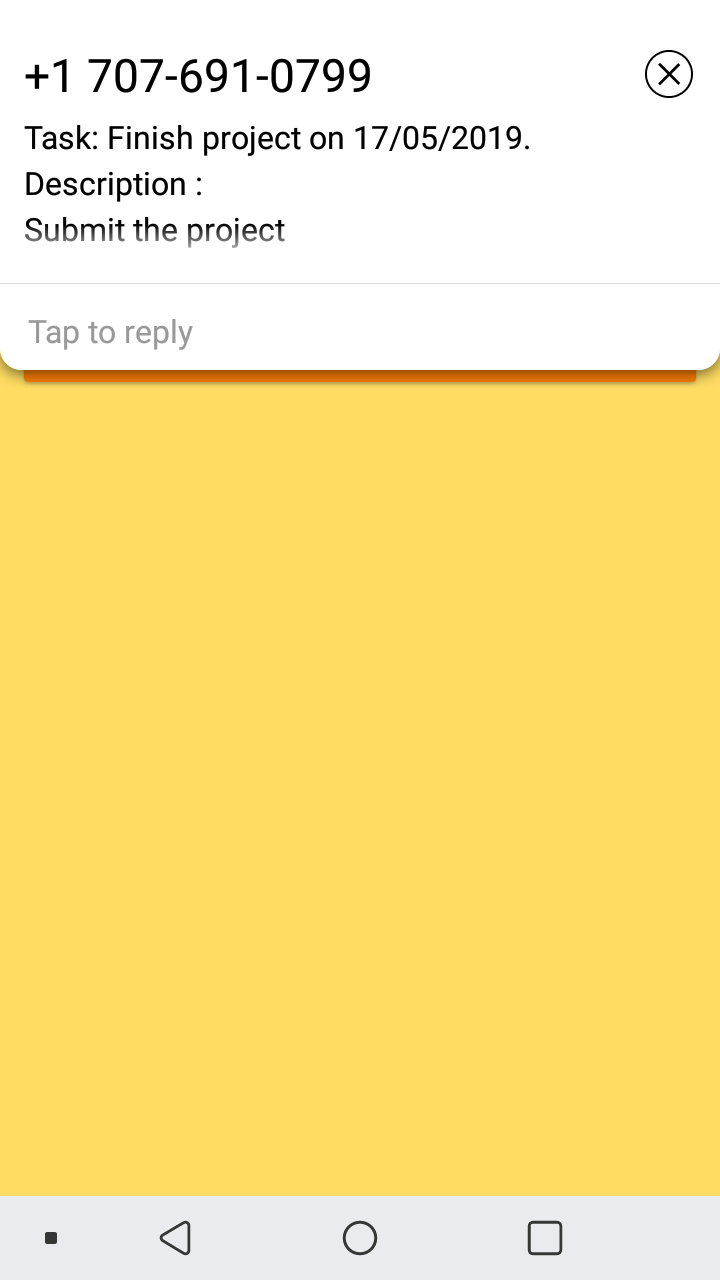 +1 707-691-0799
Task: Finish project on 17/05/2019.
Description :
Submit the project
Tap to reply